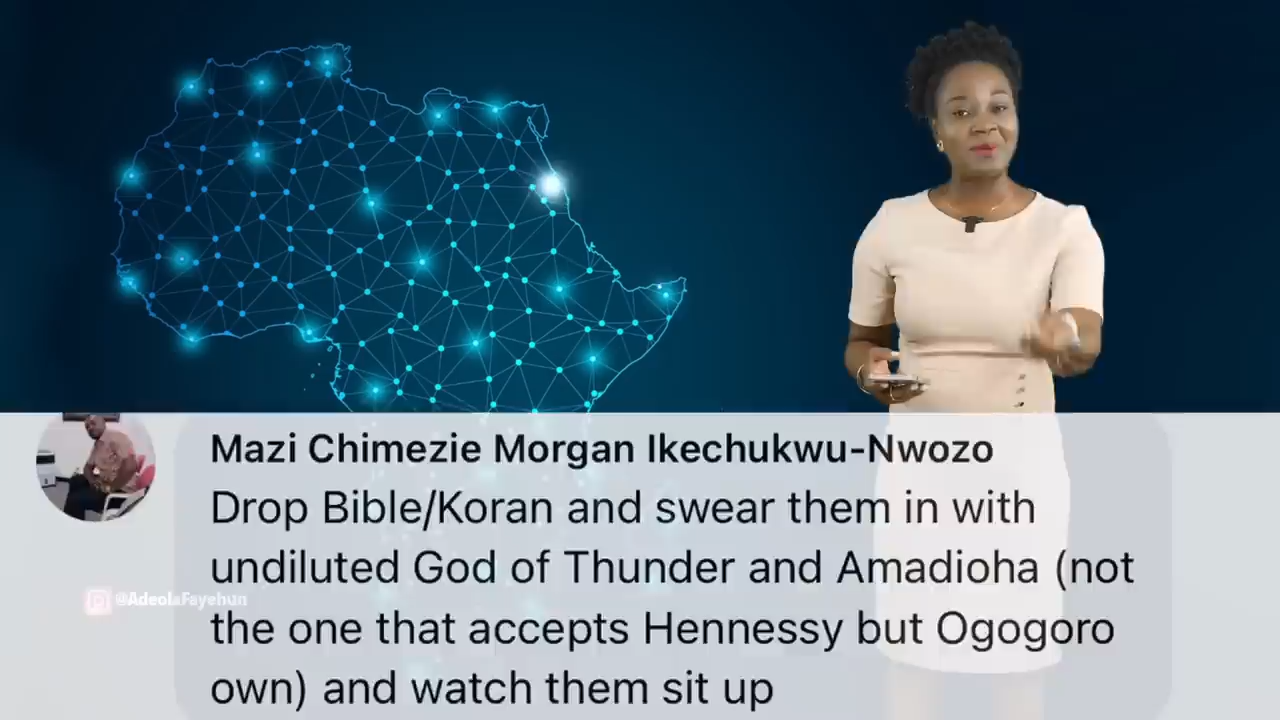 Mazi Chimezie Morgan Ikechukwu-Nwozo
Drop Bible/Koran and swear them in with
undiluted God of Thunder and Amadioha (not
@AdeolaFayehun
the one that accepts Hennessy but Ogogoro
own) and watch them sit up